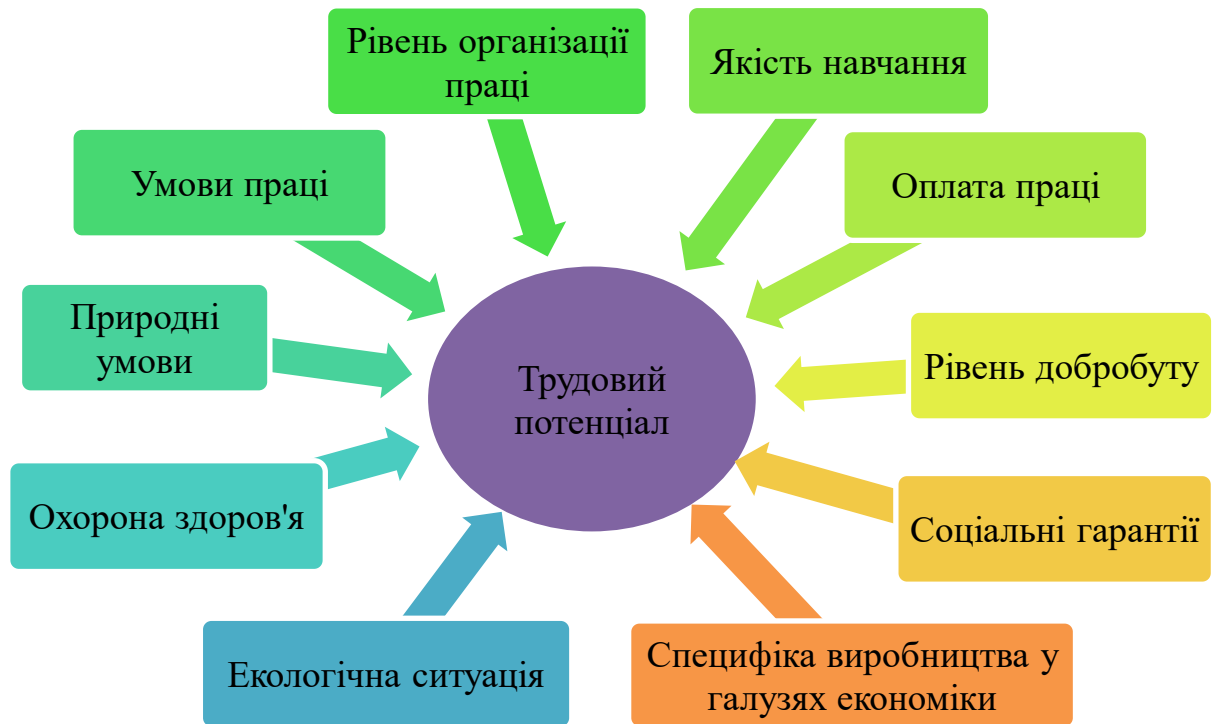 Рівень організації
праці
Якість навчання
Умови праці
Оплата праці
Природні
умови
Рівень добробуту
Трудовий
потенціал
Охорона здоров'я
Соціальні гарантії
Екологічна ситуація
Специфіка виробництва у
галузях економіки